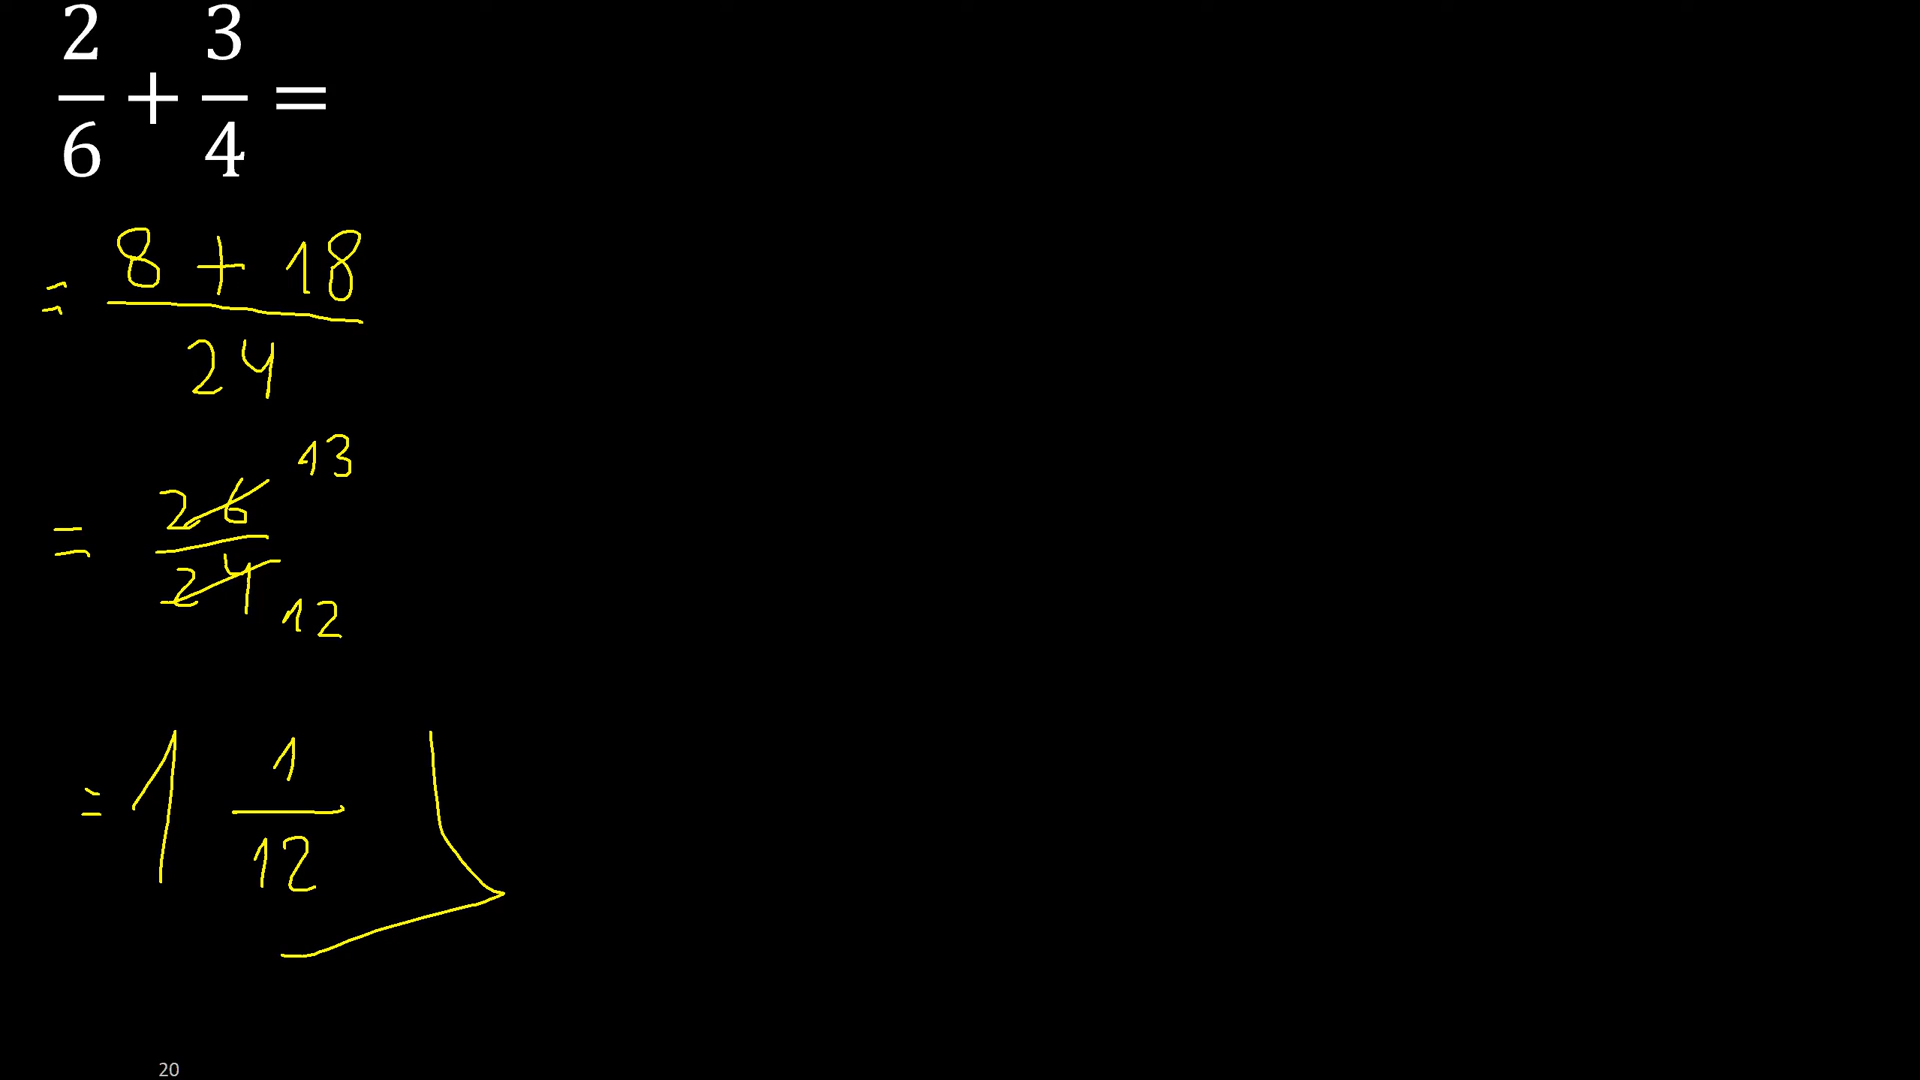 2/6 + 3/4 =
= (8 + 18)/24
= 26/24 13/12
= 1 1/12
20